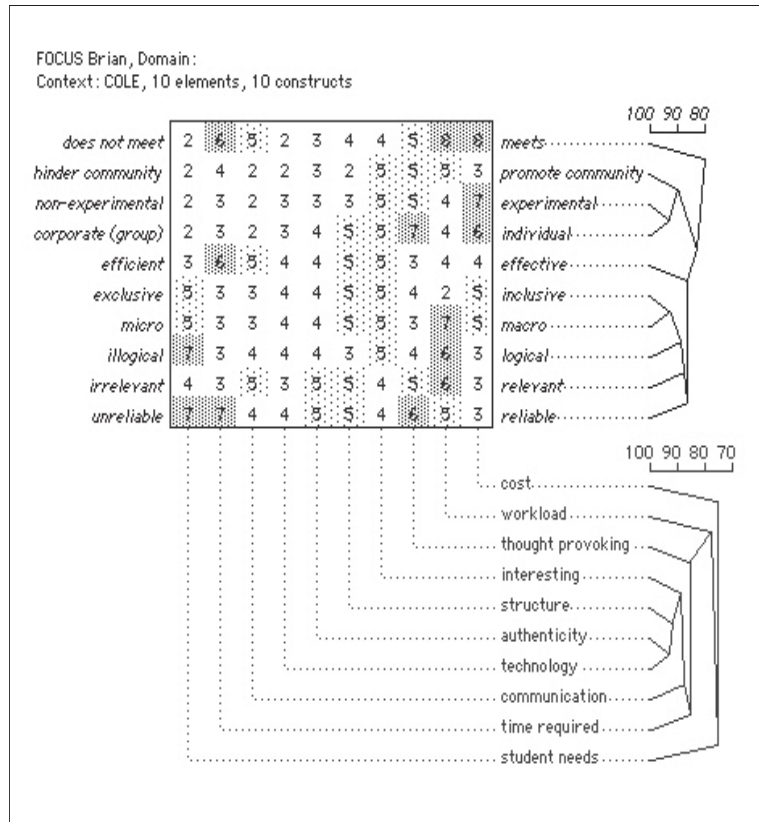 FOCUS Brian, Domain:
Context: COLE, 10 elements, 10 constructs
100 90 80
does not meet 2 6 5 2 3 4 4 5 8 8 meets
hinder community 2 4 2 2 3 2 5 5 5 3 promote community
non-experimental 2 3 2 3 3 3 5 5 4 7 experimental
corporate (group) 2 3 2 3 4 5 5 7 4 6 individual
efficient 3 6 5 4 4 5 5 3 4 4 effective
exclusive 5 3 3 4 4 5 5 4 2 5 inclusive
micro 5 3 3 4 4 5 5 3 7 5 macro
illogical 7 3 4 4 4 3 5 4 6 3 logical
irrelevant 4 3 5 3 5 5 4 5 6 3 relevant
unreliable 7 7 4 4 5 5 4 6 5 3 reliable
100 90 80 70
cost
workload
thought provoking
interesting
structure
authenticity
technology
communication
time required
student needs